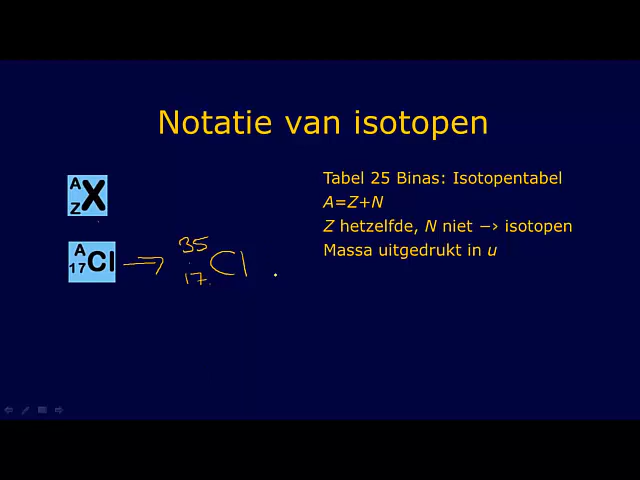 Notatie van isotopen
A
Z X
A
17 Cl
35
17 Cl
Tabel 25 Binas: Isotopentabel
A=Z+N
Z hetzelfde, N niet —> isotopen
Massa uitgedrukt in u